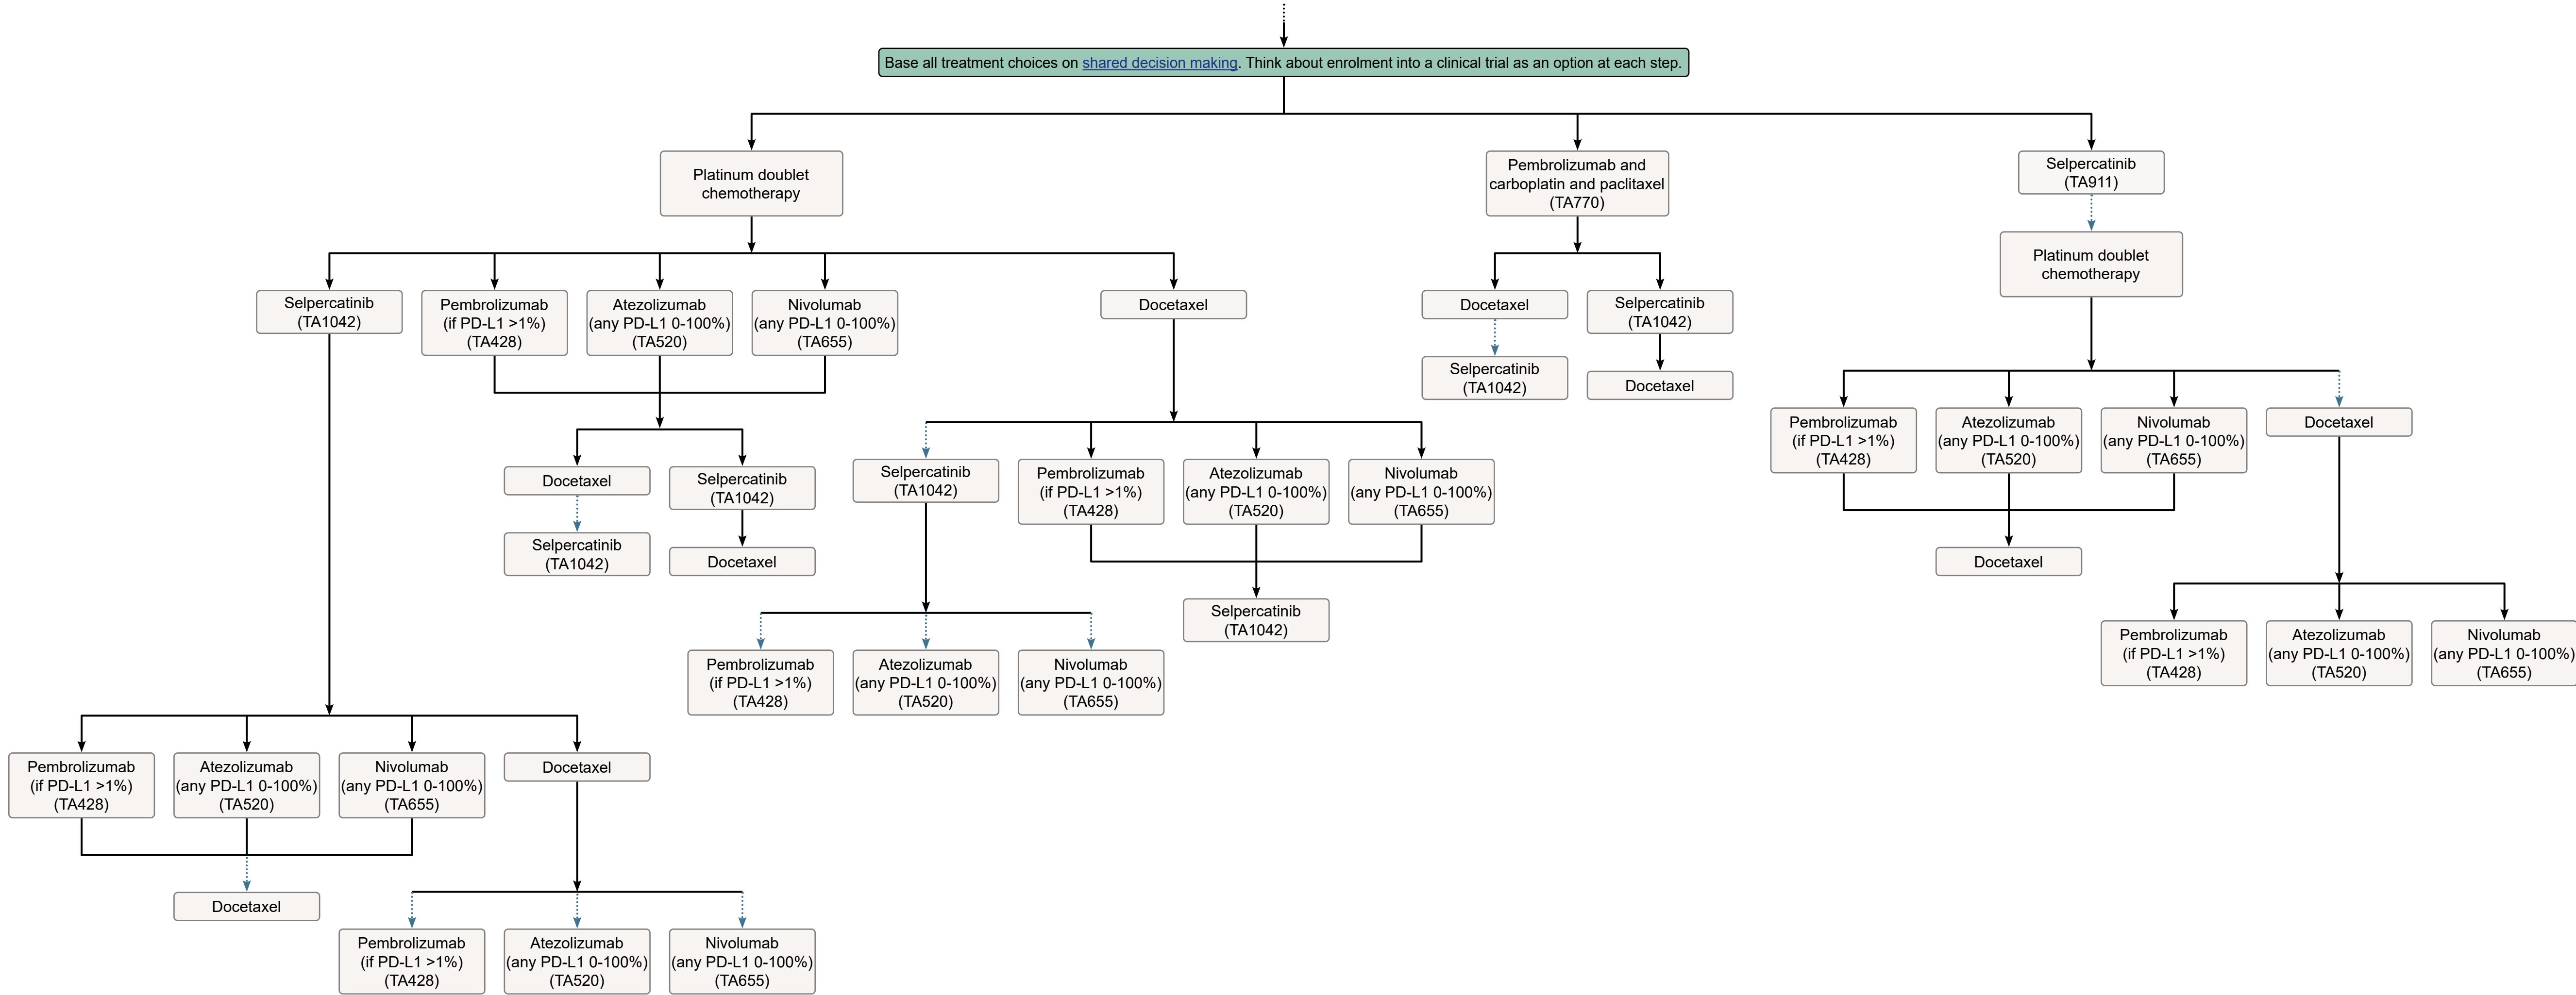 Base all treatment choices on shared decision making. Think about enrolment into a clinical trial as an option at each step.
Platinum doublet
chemotherapy
Pembrolizumab and
carboplatin and paclitaxel
(TA770)
Selpercatinib
(TA911)
Platinum doublet
chemotherapy
Selpercatinib
(TA1042)
Pembrolizumab
(if PD-L1 >1%)
(TA428)
Atezolizumab
(any PD-L1 0-100%)
(TA520)
Nivolumab
(any PD-L1 0-100%)
(TA655)
Docetaxel
Docetaxel
Selpercatinib
(TA1042)
Selpercatinib
(TA1042)
Docetaxel
Pembrolizumab
(if PD-L1 >1%)
(TA428)
Atezolizumab
(any PD-L1 0-100%)
(TA520)
Nivolumab
(any PD-L1 0-100%)
(TA655)
Docetaxel
Docetaxel
Selpercatinib
(TA1042)
Selpercatinib
(TA1042)
Pembrolizumab
(if PD-L1 >1%)
(TA428)
Atezolizumab
(any PD-L1 0-100%)
(TA520)
Nivolumab
(any PD-L1 0-100%)
(TA655)
Selpercatinib
(TA1042)
Docetaxel
Docetaxel
Selpercatinib
(TA1042)
Pembrolizumab
(if PD-L1 >1%)
(TA428)
Atezolizumab
(any PD-L1 0-100%)
(TA520)
Nivolumab
(any PD-L1 0-100%)
(TA655)
Pembrolizumab
(if PD-L1 >1%)
(TA428)
Atezolizumab
(any PD-L1 0-100%)
(TA520)
Nivolumab
(any PD-L1 0-100%)
(TA655)
Pembrolizumab
(if PD-L1 >1%)
(TA428)
Atezolizumab
(any PD-L1 0-100%)
(TA520)
Nivolumab
(any PD-L1 0-100%)
(TA655)
Docetaxel
Docetaxel
Pembrolizumab
(if PD-L1 >1%)
(TA428)
Atezolizumab
(any PD-L1 0-100%)
(TA520)
Nivolumab
(any PD-L1 0-100%)
(TA655)